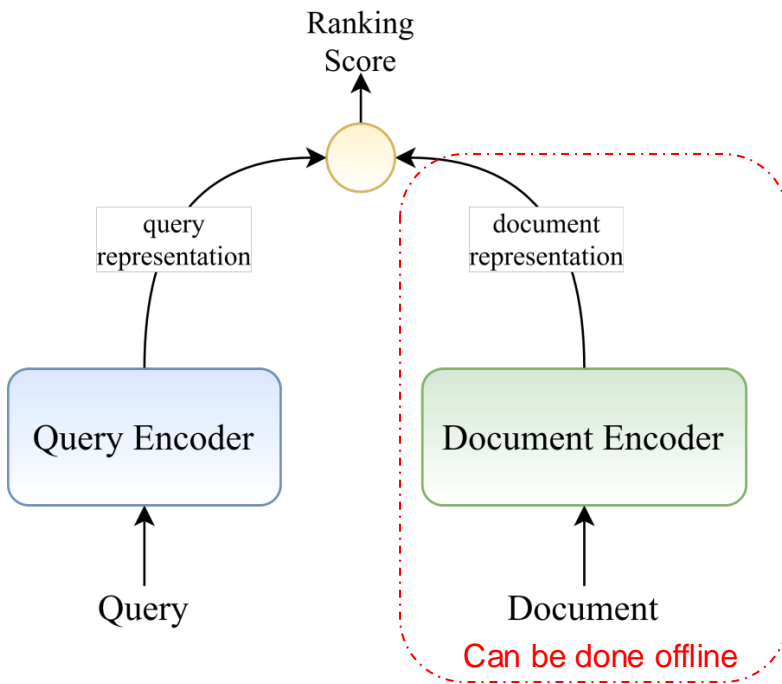 Ranking
Score
query
representation
document
representation
Query Encoder
Document Encoder
Query
Document
Can be done offline